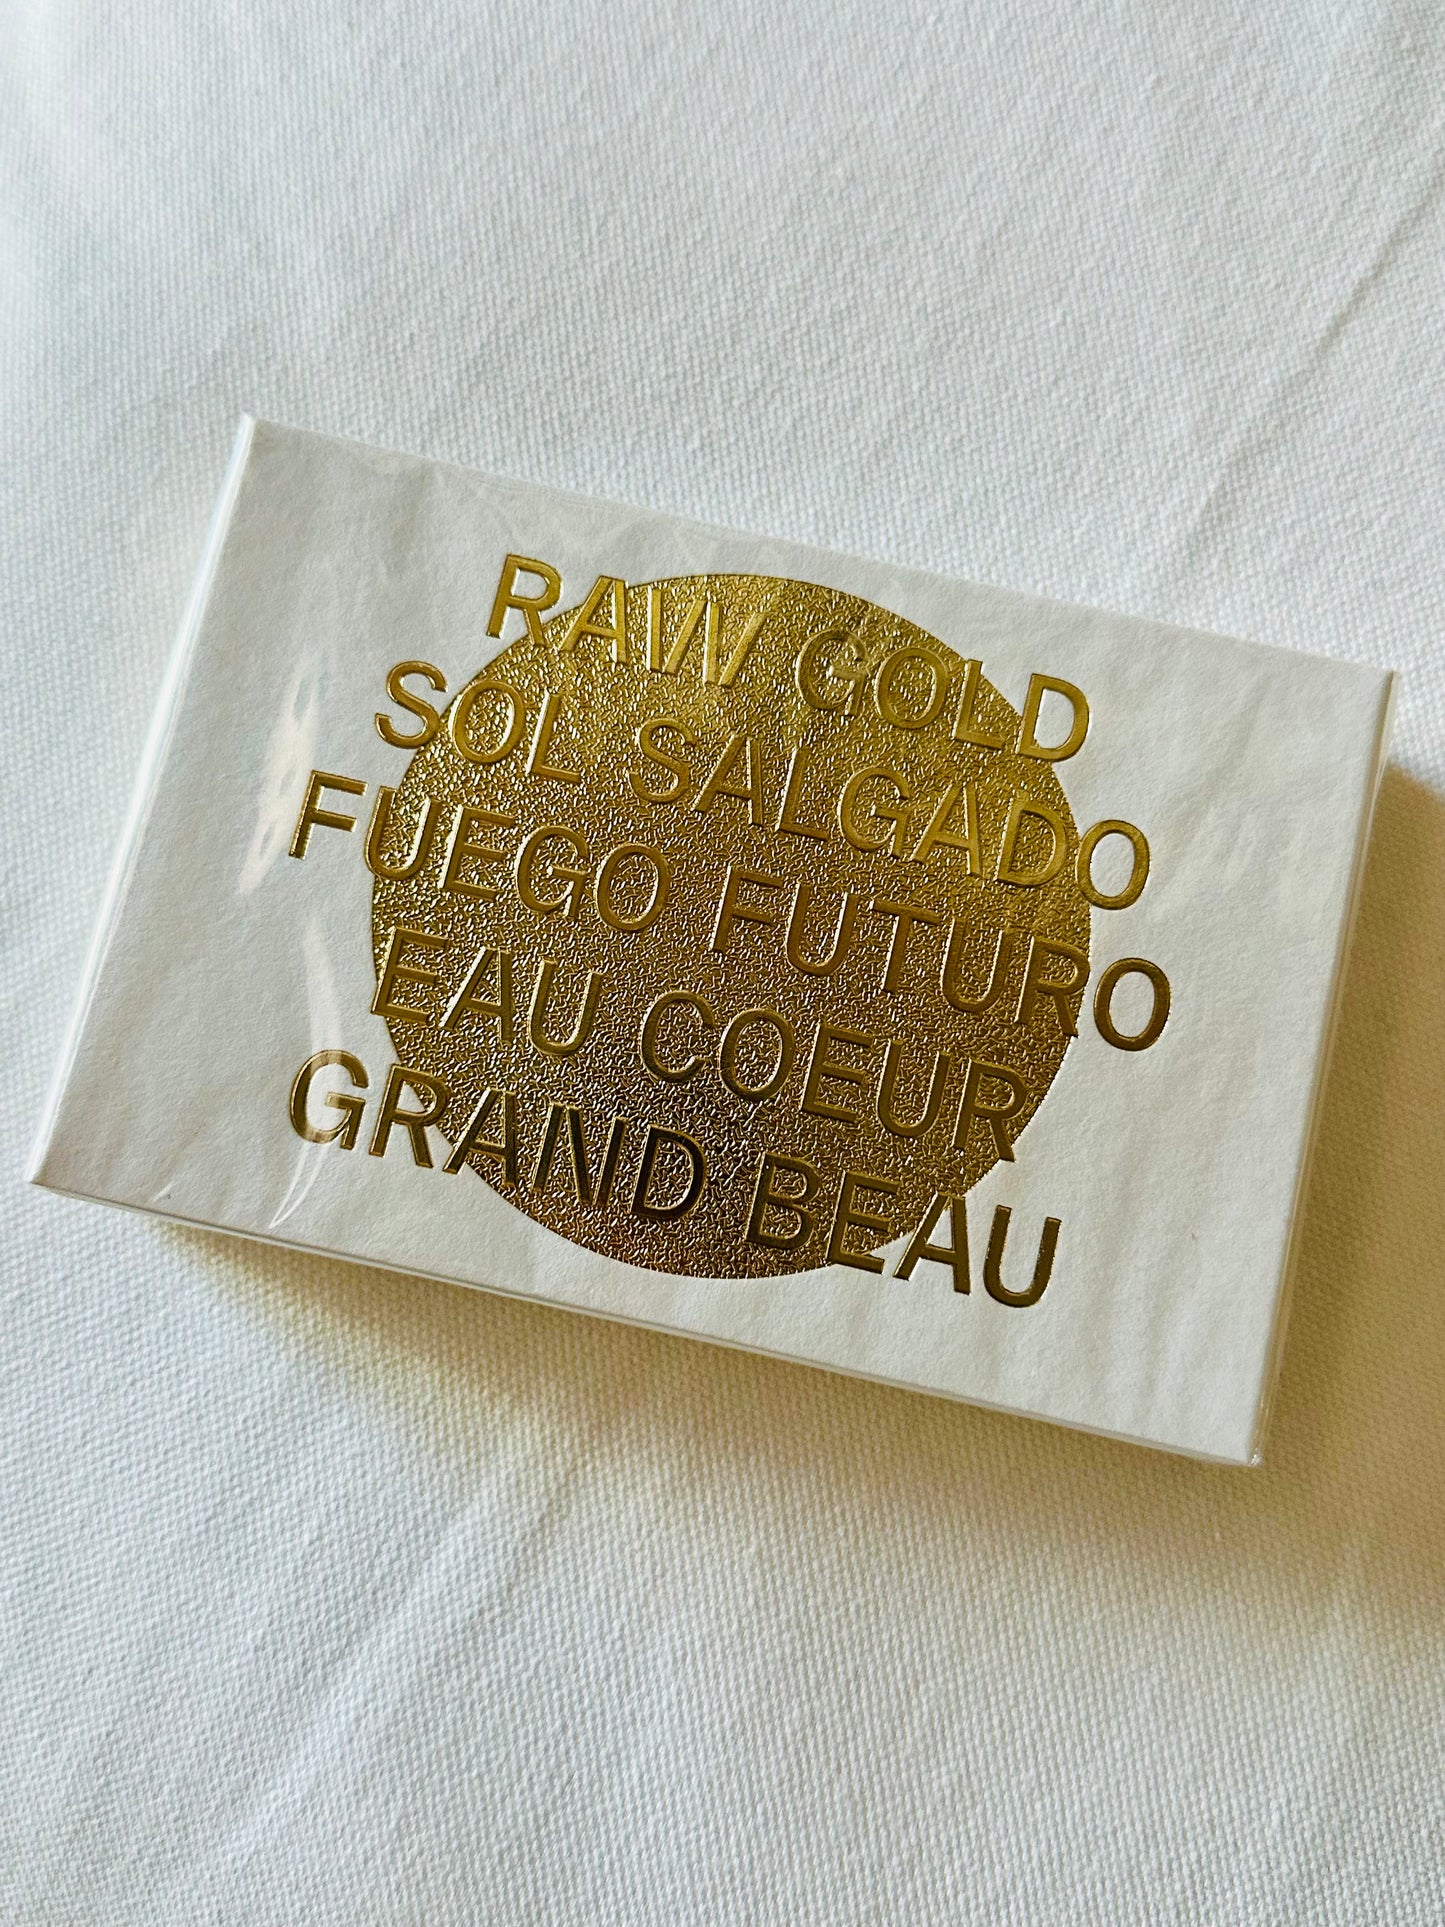 RAW GOLD
SOL SALGADO
FUEGO FUTURO
EAU COEUR
GRAND BEAU